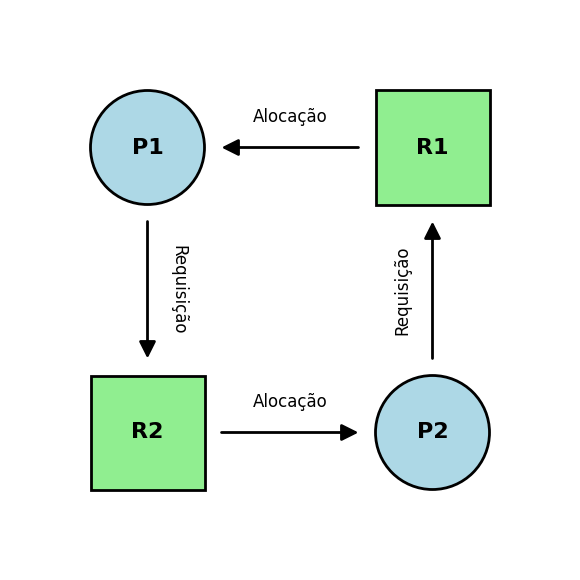 P1
Alocação
R1
Requisição
Requisição
R2
Alocação
P2